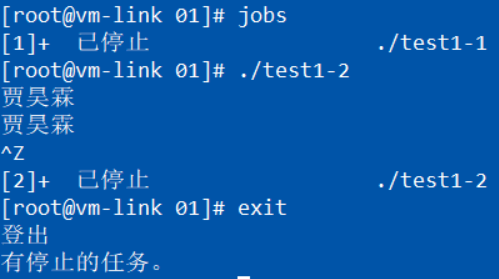 [root@vm-link 01]# jobs
[1]+  已停止                  ./test1-1
[root@vm-link 01]# ./test1-2
贾昊霖
贾昊霖
^Z
[2]+  已停止                  ./test1-2
[root@vm-link 01]# exit
登出
有停止的任务。